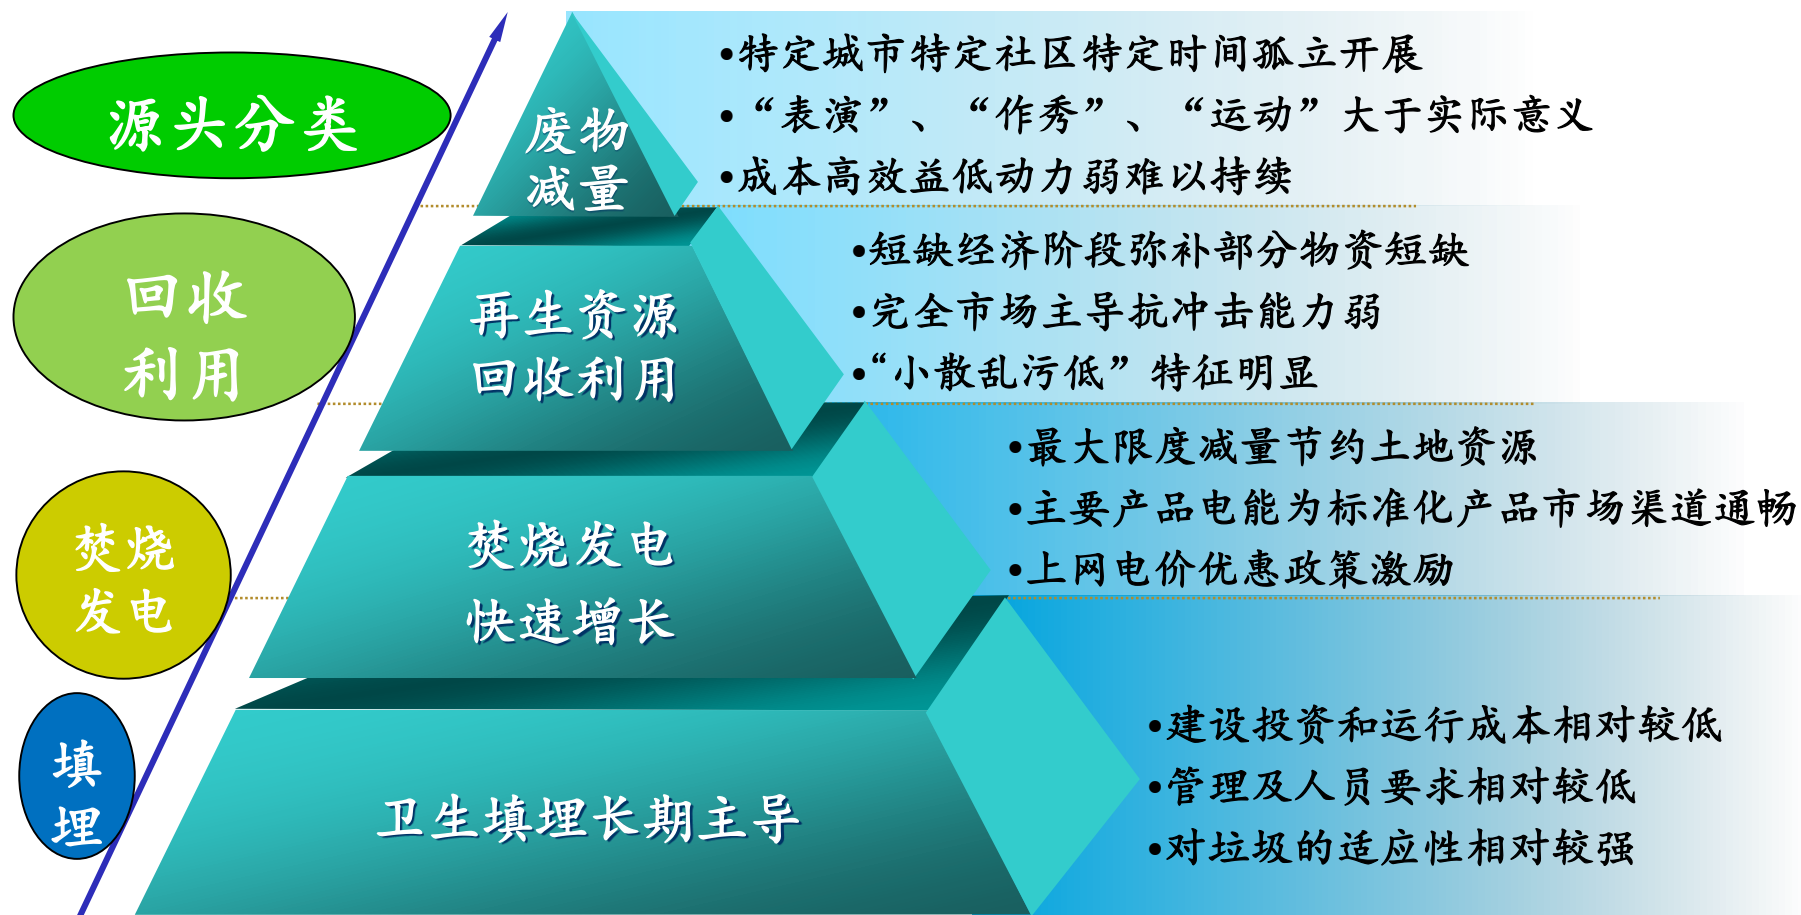 源头分类
废物
减量
•特定城市特定社区特定时间孤立开展
•“表演”、“作秀”、“运动”大于实际意义
•成本高效益低动力弱难以持续
回收
利用
再生资源
回收利用
•短缺经济阶段弥补部分物资短缺
•完全市场主导抗冲击能力弱
•“小散乱污低”特征明显
焚烧
发电
焚烧发电
快速增长
•最大限度减量节约土地资源
•主要产品电能为标准化产品市场渠道通畅
•上网电价优惠政策激励
填
埋
卫生填埋长期主导
•建设投资和运行成本相对较低
•管理及人员要求相对较低
•对垃圾的适应性相对较强